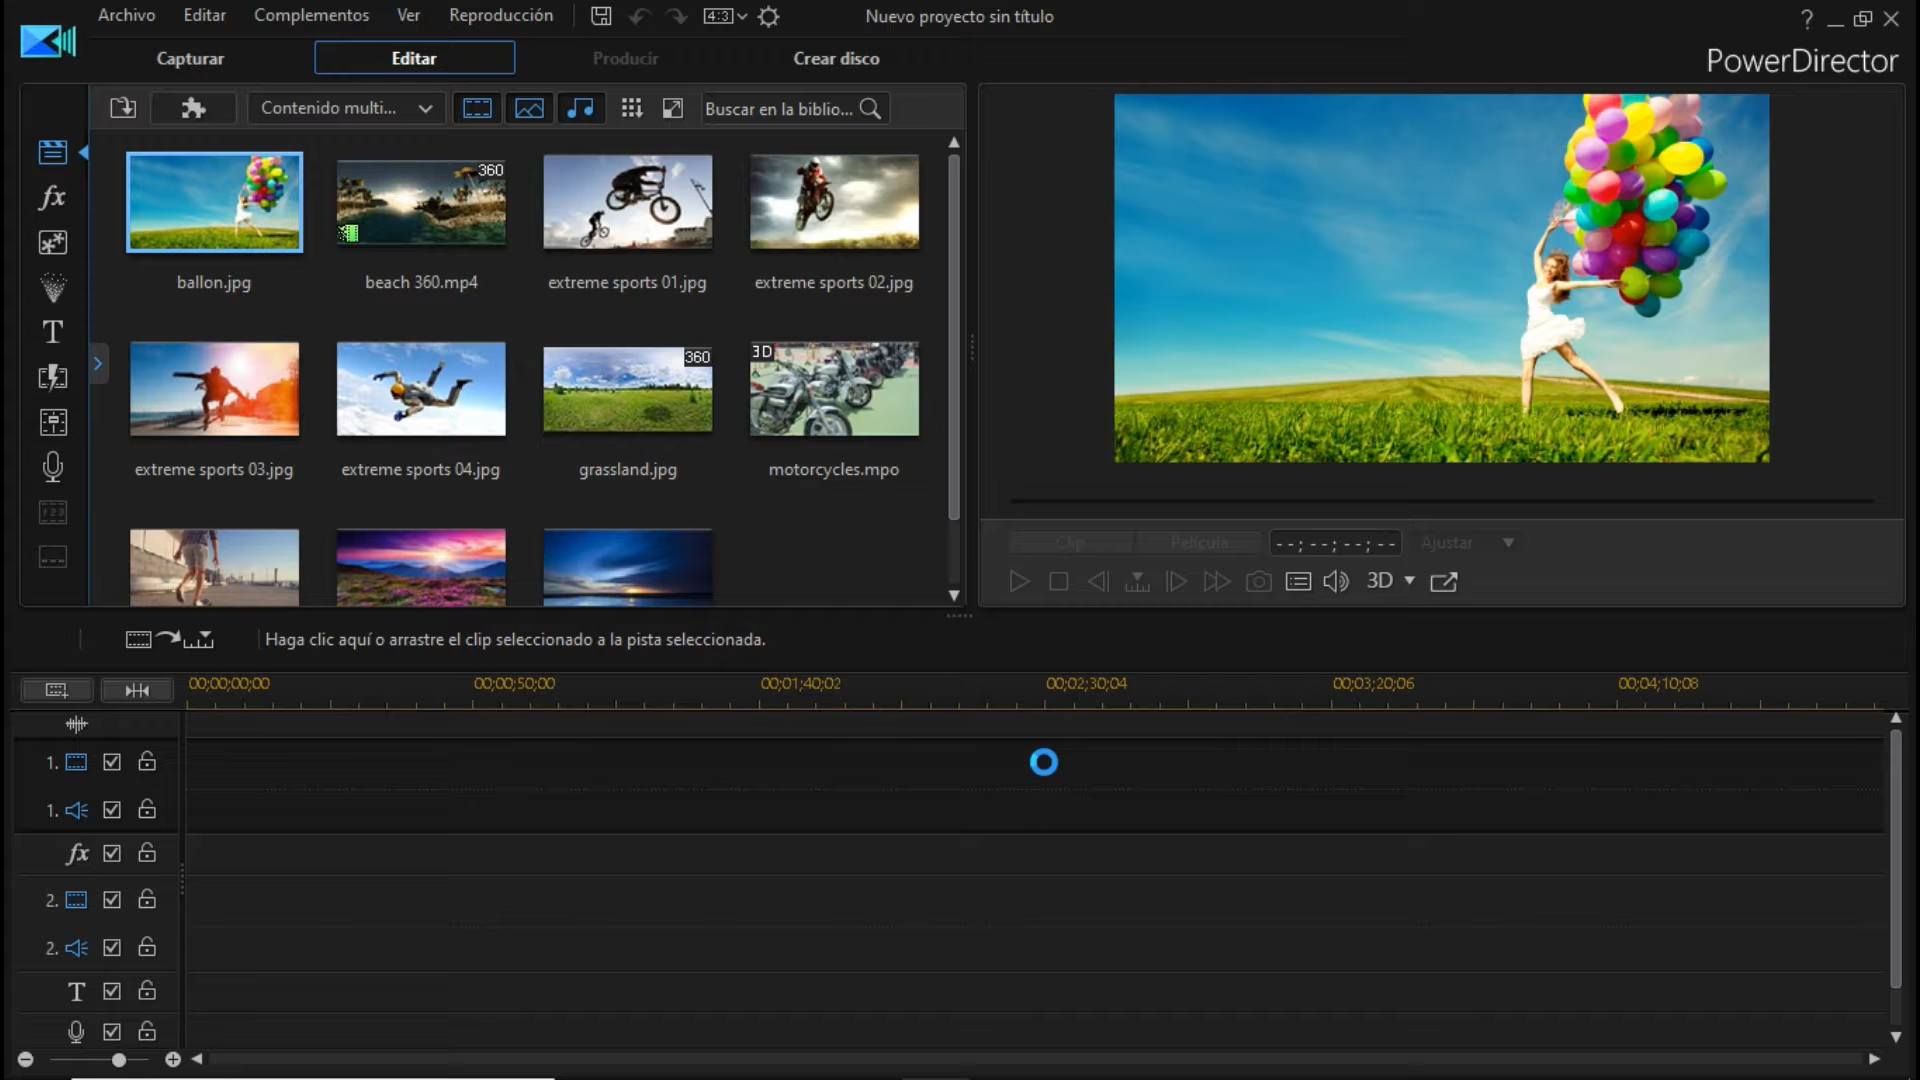 Archivo Editar Complementos Ver Reproducción 4:3 Nuevo proyecto sin título ?
Capturar Editar Producir Crear disco PowerDirector
Contenido multi... Buscar en la biblio...
fx
T
360
360
3D
ballon.jpg beach 360.mp4 extreme sports 01.jpg extreme sports 02.jpg
extreme sports 03.jpg extreme sports 04.jpg grassland.jpg motorcycles.mpo
Clip Película --;--;--;-- Ajustar
3D
Haga clic aquí o arrastre el clip seleccionado a la pista seleccionada.
00;00;00;00 00;00;50;00 00;01;40;02 00;02;30;04 00;03;20;06 00;04;10;08
1.
1.
fx
2.
2.
T